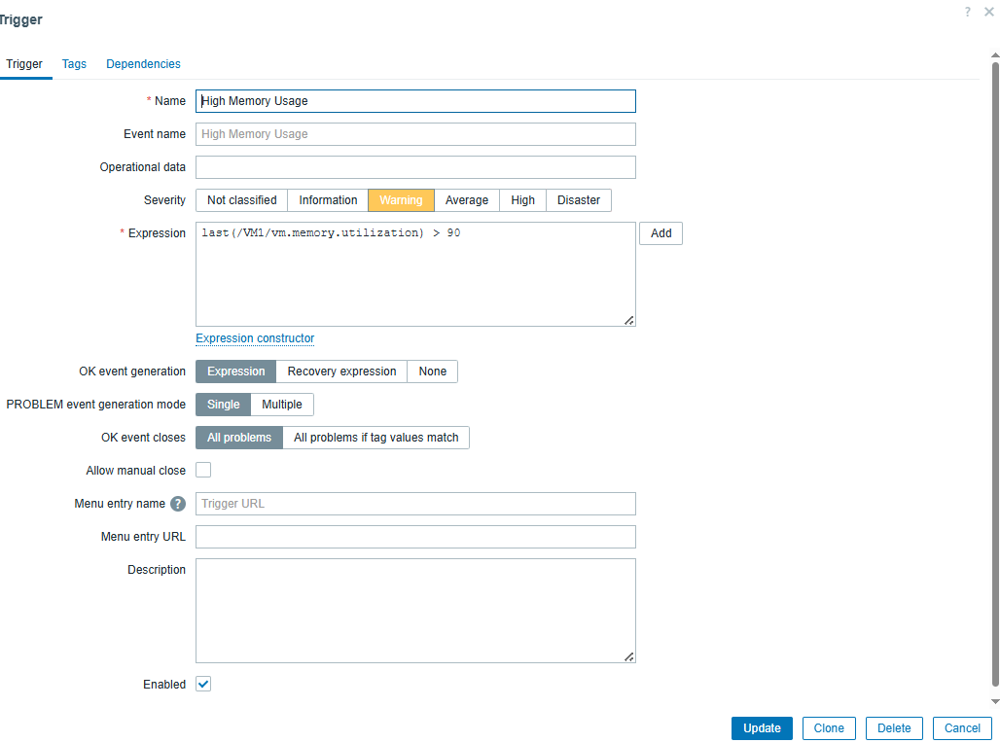 Trigger
? ×
Trigger Tags Dependencies
* Name High Memory Usage
Event name High Memory Usage
Operational data
Severity Not classified Information Warning Average High Disaster
* Expression last(/VM1/vm.memory.utilization) > 90 Add
Expression constructor
OK event generation Expression Recovery expression None
PROBLEM event generation mode Single Multiple
OK event closes All problems All problems if tag values match
Allow manual close
Menu entry name ? Trigger URL
Menu entry URL
Description
Enabled
Update Clone Delete Cancel